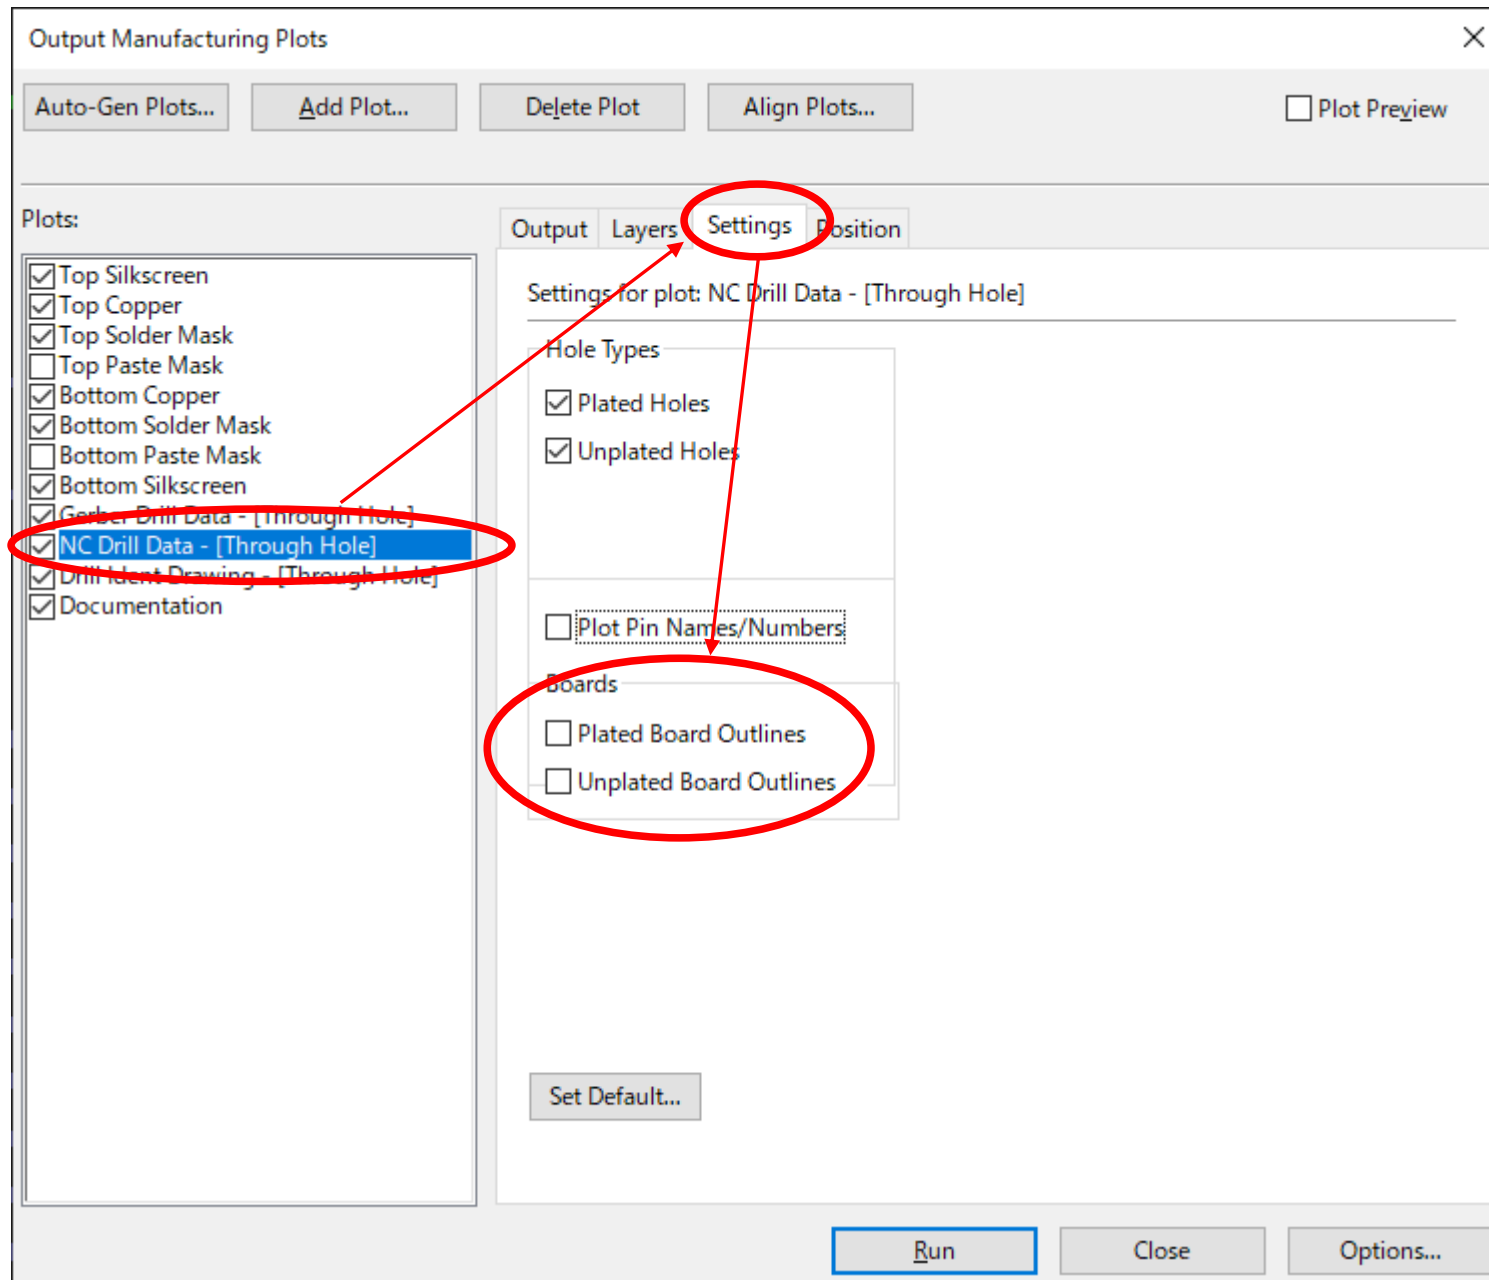 Output Manufacturing Plots
Auto-Gen Plots...
Add Plot...
Delete Plot
Align Plots...
Plot Preview
Plots:
Top Silkscreen
Top Copper
Top Solder Mask
Top Paste Mask
Bottom Copper
Bottom Solder Mask
Bottom Paste Mask
Bottom Silkscreen
Gerber Drill Data - [Through Hole]
NC Drill Data - [Through Hole]
Drill Ident Drawing - [Through Hole]
Documentation
Output
Layers
Settings
Position
Settings for plot: NC Drill Data - [Through Hole]
Hole Types
Plated Holes
Unplated Holes
Plot Pin Names/Numbers
Boards
Plated Board Outlines
Unplated Board Outlines
Set Default...
Run
Close
Options...